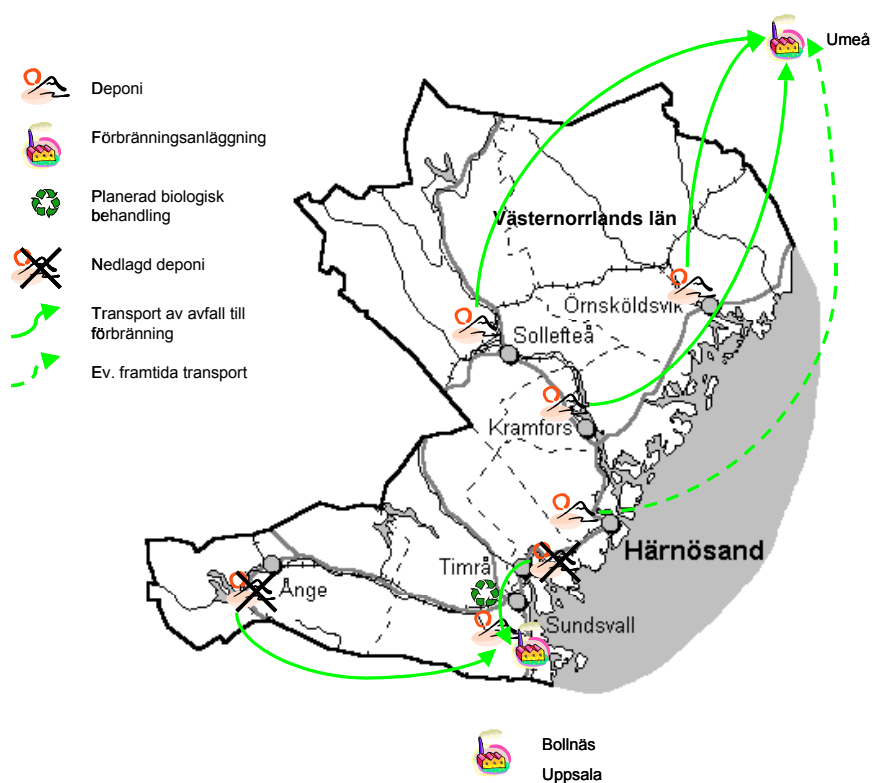 Umeå
Deponi
Förbränningsanläggning
Planerad biologisk
behandling
Nedlagd deponi
Transport av avfall till
förbränning
Ev. framtida transport
Västernorrlands län
Örnsköldsvik
Sollefteå
Kramfors
Härnösand
Timrå
Ånge
Sundsvall
Bollnäs
Uppsala